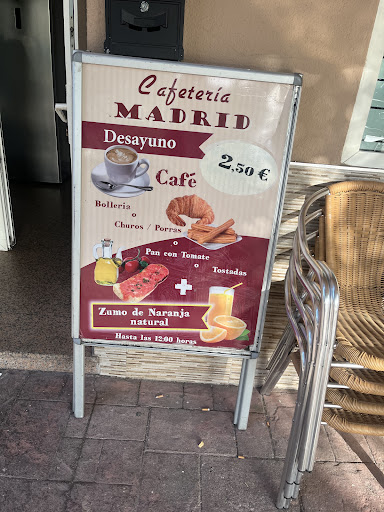 Cafetería
MADRID
Desayuno
2,50 €
Café
Bollería
o
Churos / Porras
o
Pan con Tomate
o
Tostadas
+
Zumo de Naranja
natural
Hasta las 12:00 horas